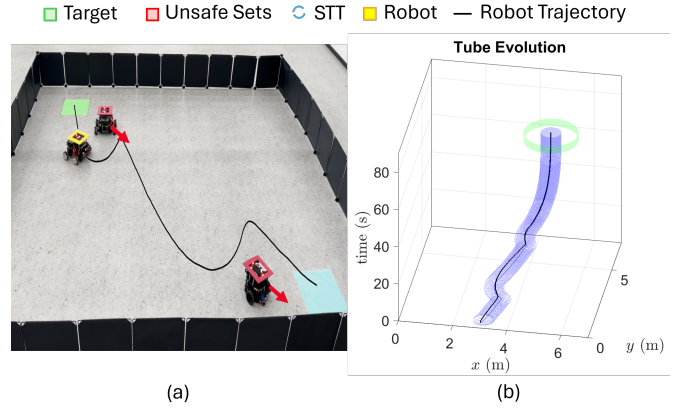 Target Unsafe Sets STT Robot Robot Trajectory
Tube Evolution
80
60
40
20
0
time (s)
0
2
4
6
x (m)
0
5
y (m)
(a)
(b)